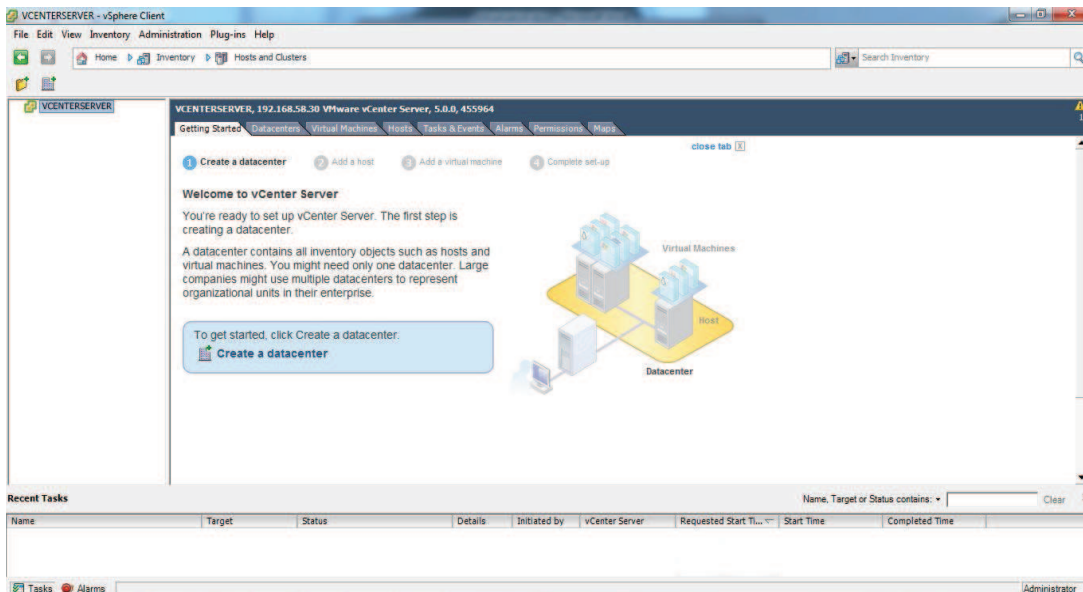 VCENTERSERVER - vSphere Client
File Edit View Inventory Administration Plug-ins Help
Home Inventory Hosts and Clusters
Search Inventory
VCENTERSERVER
VCENTERSERVER, 192.168.58.30 VMware vCenter Server, 5.0.0, 455964
Getting Started Datacenters Virtual Machines Hosts Tasks & Events Alarms Permissions Maps
close tab X
1 Create a datacenter 2 Add a host 3 Add a virtual machine 4 Complete set-up
Welcome to vCenter Server
You're ready to set up vCenter Server. The first step is
creating a datacenter.
A datacenter contains all inventory objects such as hosts and
virtual machines. You might need only one datacenter. Large
companies might use multiple datacenters to represent
organizational units in their enterprise.
To get started, click Create a datacenter.
Create a datacenter
Virtual Machines
Host
Datacenter
Recent Tasks
Name, Target or Status contains: Clear
Name Target Status Details Initiated by vCenter Server Requested Start Ti... Start Time Completed Time
Tasks Alarms Administrator